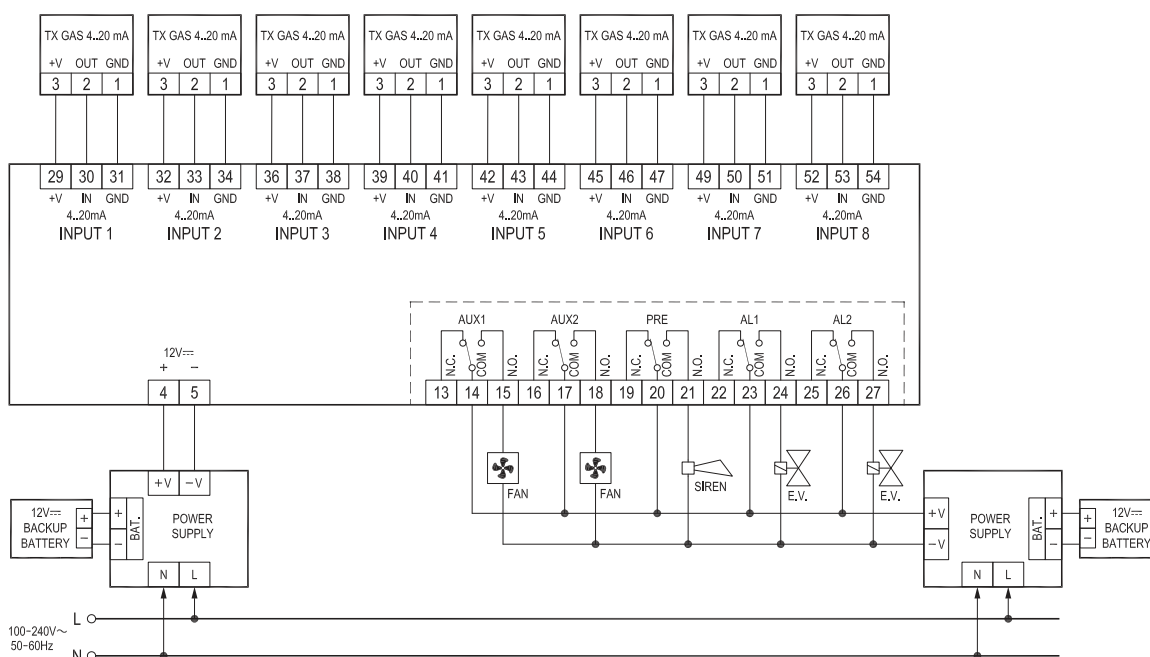 TX GAS 4..20 mA TX GAS 4..20 mA TX GAS 4..20 mA TX GAS 4..20 mA TX GAS 4..20 mA TX GAS 4..20 mA TX GAS 4..20 mA TX GAS 4..20 mA
+V OUT GND +V OUT GND +V OUT GND +V OUT GND +V OUT GND +V OUT GND +V OUT GND +V OUT GND
3 2 1 3 2 1 3 2 1 3 2 1 3 2 1 3 2 1 3 2 1 3 2 1
29 30 31 32 33 34 36 37 38 39 40 41 42 43 44 45 46 47 49 50 51 52 53 54
+V IN GND +V IN GND +V IN GND +V IN GND +V IN GND +V IN GND +V IN GND +V IN GND
4..20mA 4..20mA 4..20mA 4..20mA 4..20mA 4..20mA 4..20mA 4..20mA
INPUT 1 INPUT 2 INPUT 3 INPUT 4 INPUT 5 INPUT 6 INPUT 7 INPUT 8
AUX1 AUX2 PRE AL1 AL2
N.C. COM N.O. N.C. COM N.O. N.C. COM N.O. N.C. COM N.O. N.C. COM N.O.
12V⎓
+ −
4 5 13 14 15 16 17 18 19 20 21 22 23 24 25 26 27
FAN FAN SIREN E.V. E.V.
+V −V
12V⎓
BACKUP
BATTERY
+
−
+
−
BAT.
POWER
SUPPLY
N L
+V
−V
POWER
SUPPLY
BAT.
+
−
+
−
12V⎓
BACKUP
BATTERY
N L
L
100-240V~
50-60Hz
N